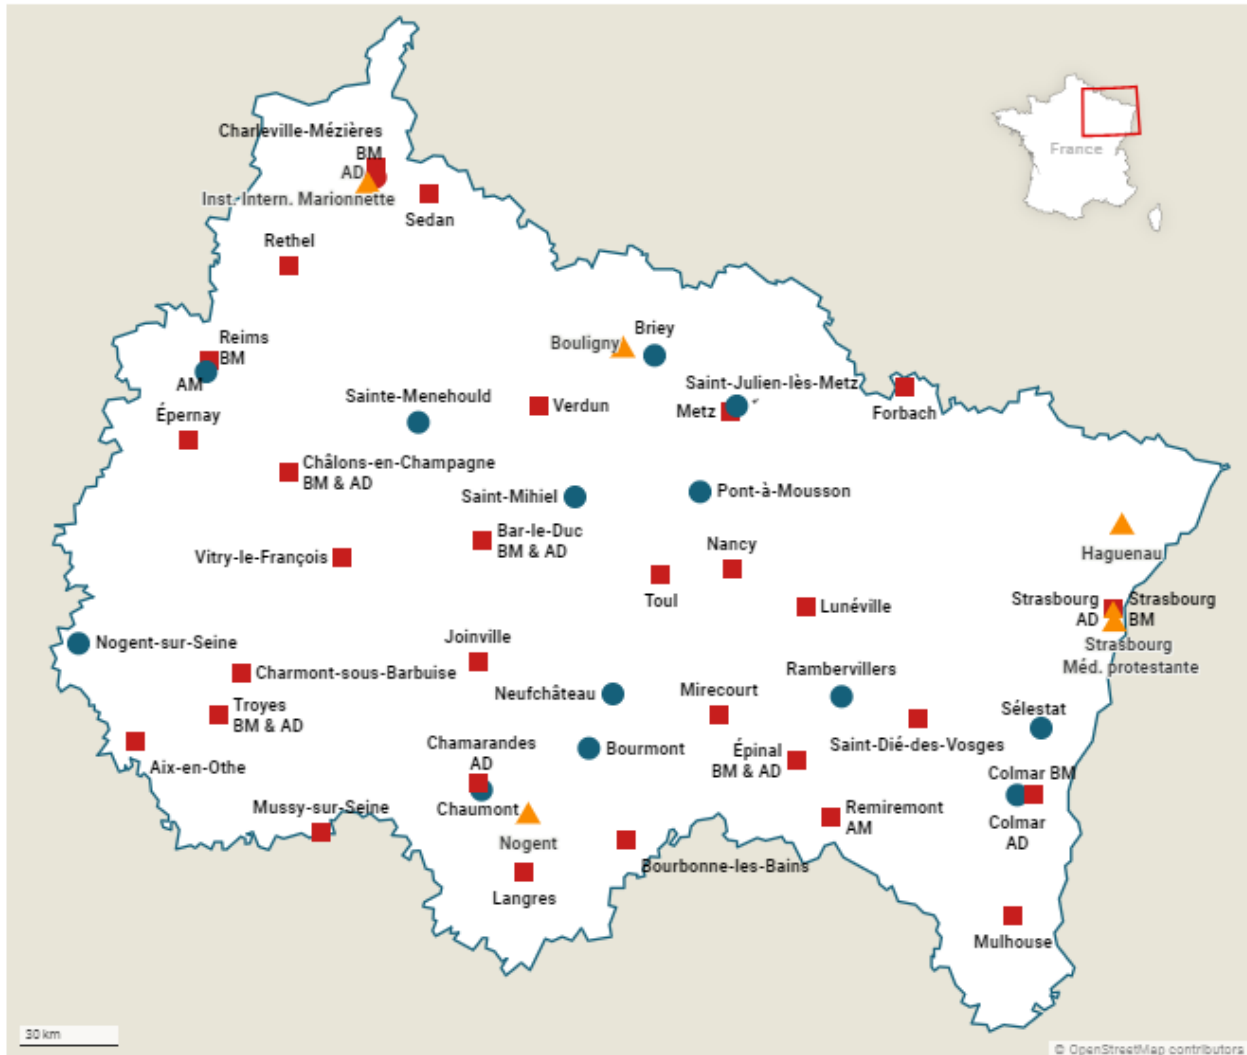 Charleville-Mézières
BM
AD
Inst. Intern. Marionnette
Sedan
France
Rethel
Reims
BM
AM
Bouligny
Briey
Épernay
Sainte-Menehould
Verdun
Saint-Julien-lès-Metz
Metz
Forbach
Châlons-en-Champagne
BM & AD
Saint-Mihiel
Pont-à-Mousson
Bar-le-Duc
BM & AD
Vitry-le-François
Nancy
Toul
Haguenau
Lunéville
Strasbourg
AD
Strasbourg
BM
Strasbourg
Méd. protestante
Nogent-sur-Seine
Joinville
Charmont-sous-Barbuise
Rambervillers
Neufchâteau
Mirecourt
Troyes
BM & AD
Sélestat
Saint-Dié-des-Vosges
Chamarandes
AD
Bourmont
Épinal
BM & AD
Aix-en-Othe
Colmar BM
Colmar
AD
Chaumont
Mussy-sur-Seine
Remiremont
AM
Nogent
Bourbonne-les-Bains
Langres
Mulhouse
30 km
© OpenStreetMap contributors